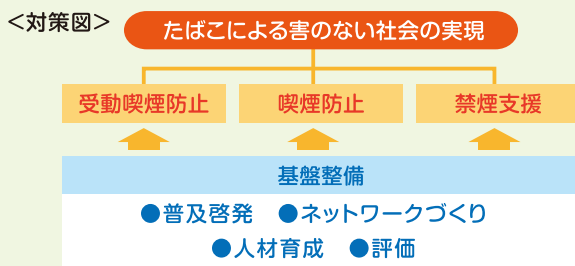 ＜対策図＞
たばこによる害のない社会の実現
受動喫煙防止 喫煙防止 禁煙支援
基盤整備
●普及啓発 ●ネットワークづくり
●人材育成 ●評価